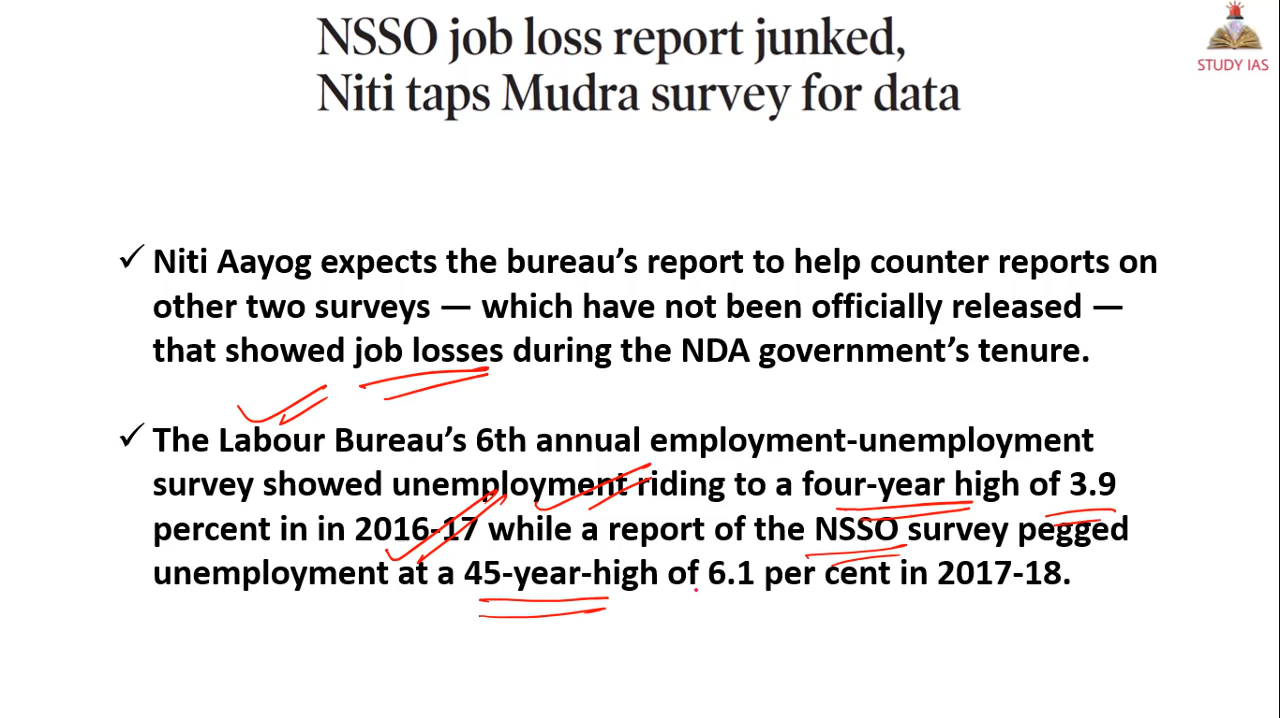 NSSO job loss report junked,
Niti taps Mudra survey for data
STUDY IAS
✓ Niti Aayog expects the bureau’s report to help counter reports on
other two surveys — which have not been officially released —
that showed job losses during the NDA government’s tenure.
✓ The Labour Bureau’s 6th annual employment-unemployment
survey showed unemployment riding to a four-year high of 3.9
percent in in 2016-17 while a report of the NSSO survey pegged
unemployment at a 45-year-high of 6.1 per cent in 2017-18.